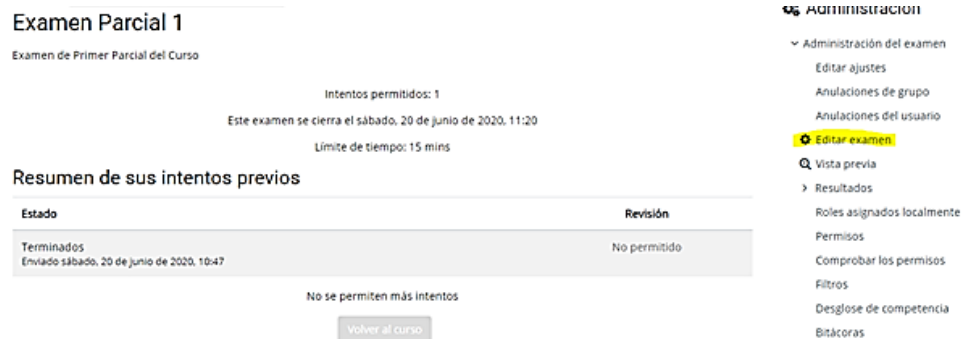 Examen Parcial 1
Examen de Primer Parcial del Curso
Intentos permitidos: 1
Este examen se cierra el sábado, 20 de junio de 2020, 11:20
Límite de tiempo: 15 mins
Resumen de sus intentos previos
Estado Revisión
Terminados No permitido
Enviado sábado, 20 de junio de 2020, 10:47
No se permiten más intentos
Volver al curso
Administración
Administración del examen
Editar ajustes
Anulaciones de grupo
Anulaciones del usuario
Editar examen
Vista previa
Resultados
Roles asignados localmente
Permisos
Comprobar los permisos
Filtros
Desglose de competencia
Bitácoras